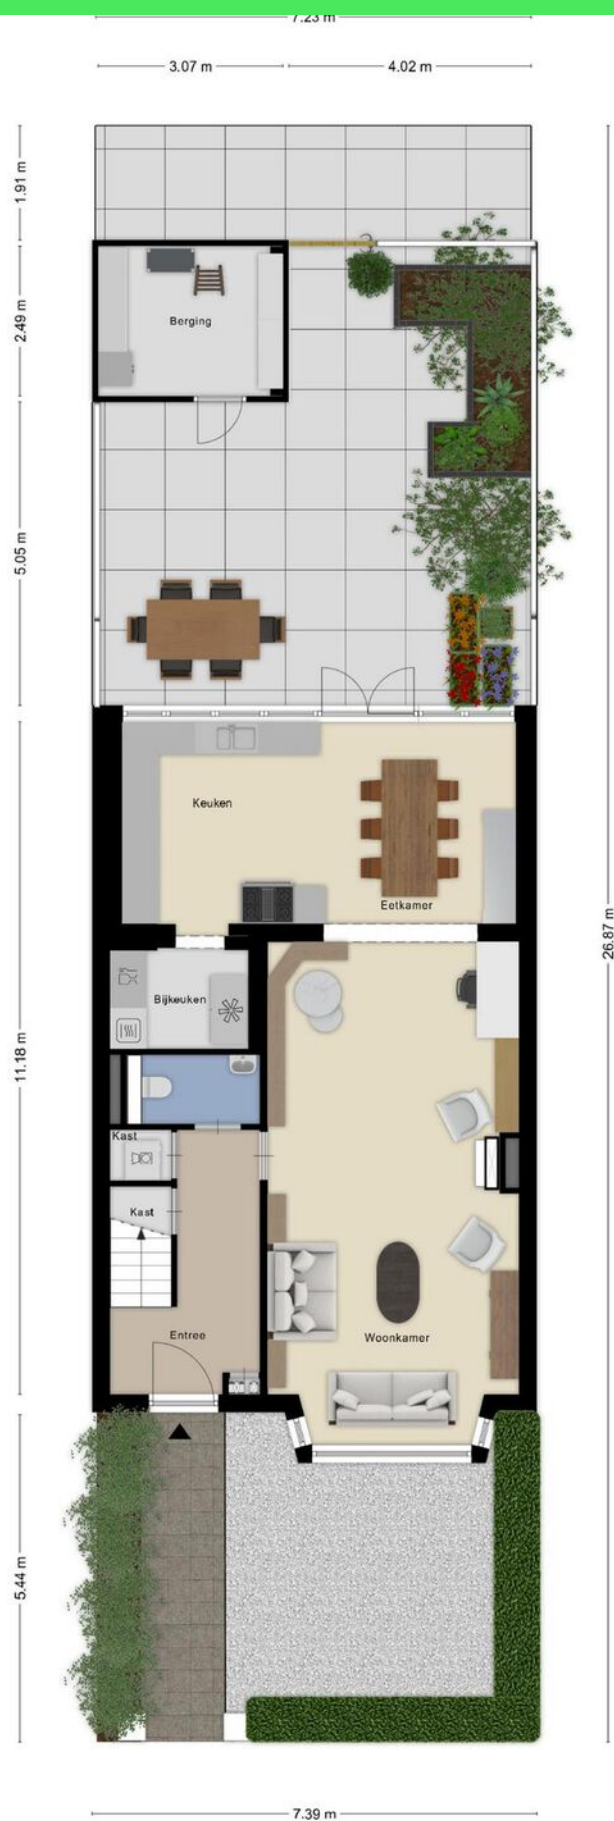 7.23 m
3.07 m
4.02 m
1.91 m
2.49 m
Berging
5.05 m
Keuken
Eetkamer
26.87 m
Bijkeuken
11.18 m
Kast
Kast
Entree
Woonkamer
5.44 m
7.39 m